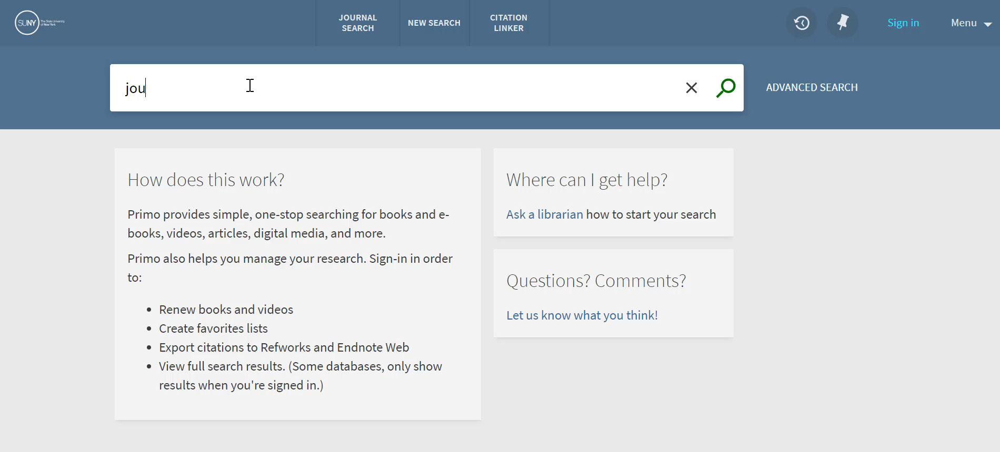 SUNY The State University
of New York
JOURNAL
SEARCH
NEW SEARCH
CITATION
LINKER
Sign in
Menu
jou
ADVANCED SEARCH
How does this work?
Primo provides simple, one-stop searching for books and e-
books, videos, articles, digital media, and more.
Primo also helps you manage your research. Sign-in in order
to:
• Renew books and videos
• Create favorites lists
• Export citations to Refworks and Endnote Web
• View full search results. (Some databases, only show
results when you're signed in.)
Where can I get help?
Ask a librarian how to start your search
Questions? Comments?
Let us know what you think!